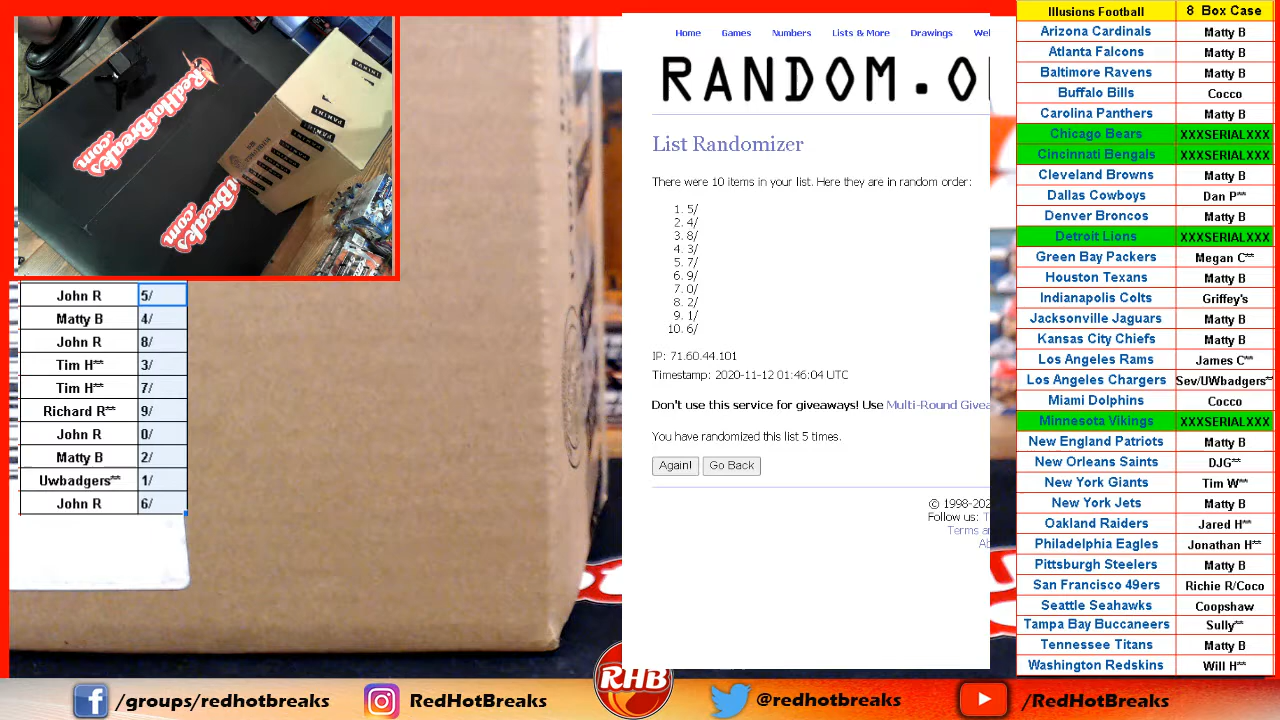 RedHotBreaks
.com
RedHotBreaks
.com
PANINI
PANINI
PANINI
PANINI
John R 5/
Matty B 4/
John R 8/
Tim H** 3/
Tim H** 7/
Richard R** 9/
John R 0/
Matty B 2/
Uwbadgers** 1/
John R 6/
Home Games Numbers Lists & More Drawings Wel
RANDOM.O
List Randomizer
There were 10 items in your list. Here they are in random order:
1. 5/
2. 4/
3. 8/
4. 3/
5. 7/
6. 9/
7. 0/
8. 2/
9. 1/
10. 6/
IP: 71.60.44.101
Timestamp: 2020-11-12 01:46:04 UTC
Don't use this service for giveaways! Use Multi-Round Givea
You have randomized this list 5 times.
Again! Go Back
© 1998-202
Follow us: T
Terms a
Ab
Illusions Football 8 Box Case
Arizona Cardinals Matty B
Atlanta Falcons Matty B
Baltimore Ravens Matty B
Buffalo Bills Cocco
Carolina Panthers Matty B
Chicago Bears XXXSERIALXXX
Cincinnati Bengals XXXSERIALXXX
Cleveland Browns Matty B
Dallas Cowboys Dan P**
Denver Broncos Matty B
Detroit Lions XXXSERIALXXX
Green Bay Packers Megan C**
Houston Texans Matty B
Indianapolis Colts Griffey's
Jacksonville Jaguars Matty B
Kansas City Chiefs Matty B
Los Angeles Rams James C**
Los Angeles Chargers Sev/UWbadgers**
Miami Dolphins Cocco
Minnesota Vikings XXXSERIALXXX
New England Patriots Matty B
New Orleans Saints DJG**
New York Giants Tim W**
New York Jets Matty B
Oakland Raiders Jared H**
Philadelphia Eagles Jonathan H**
Pittsburgh Steelers Matty B
San Francisco 49ers Richie R/Coco
Seattle Seahawks Coopshaw
Tampa Bay Buccaneers Sully**
Tennessee Titans Matty B
Washington Redskins Will H**
/groups/redhotbreaks RedHotBreaks RHB @redhotbreaks /RedHotBreaks